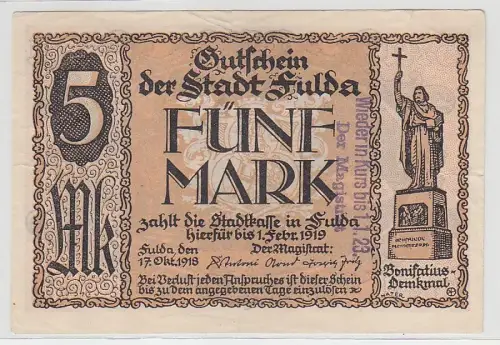 Gutschein
der Stadt Fulda
5
FÜNF
MARK
Mk
zahlt die Stadtkasse in Fulda
hierfür bis 1. Febr. 1919
Fulda, den
17. Okt. 1918
Der Magistrat:
Bei Verlust jeden Anspruches ist dieser Schein
bis zu dem angegebenen Tage einzulösen
Bonifatius-
Denkmal
Wieder in Kurs bis
Der Magistrat